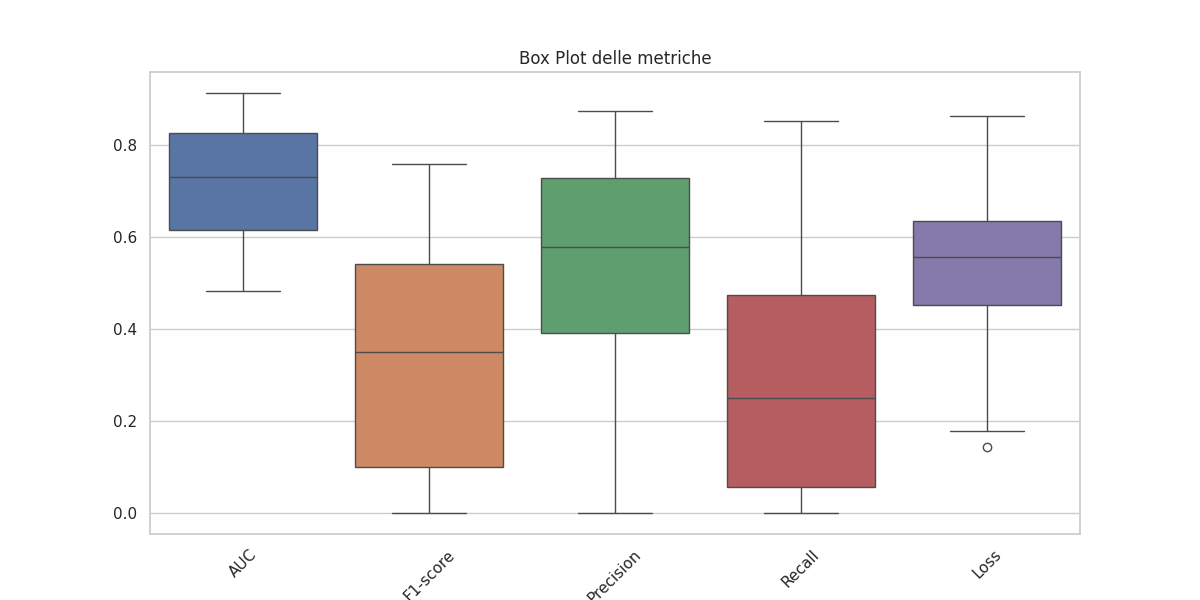 Box Plot delle metriche
0.8
0.6
0.4
0.2
0.0
AUC
F1-score
Precision
Recall
Loss